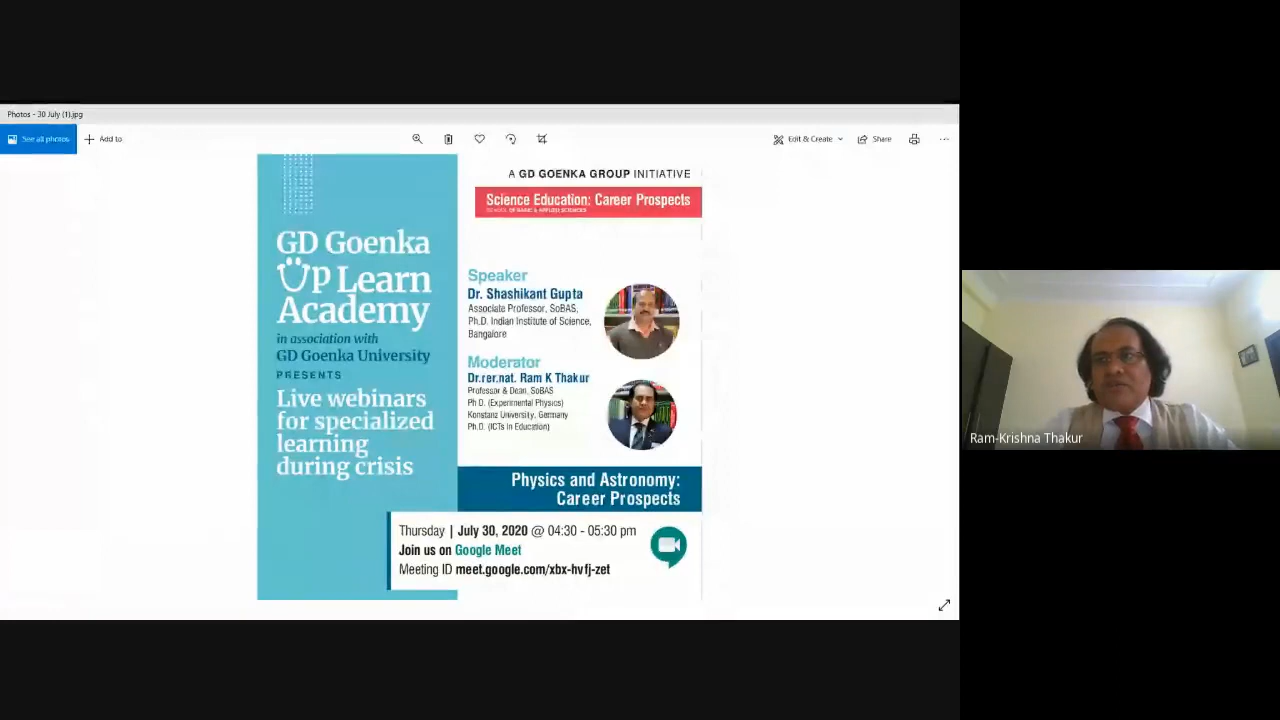 Photos - 30 July (1).jpg
See all photos
Add to
Edit & Create
Share
A GD GOENKA GROUP INITIATIVE
Science Education: Career Prospects
SCHOOL OF BASIC & APPLIED SCIENCES
GD Goenka
Up Learn
Academy
in association with
GD Goenka University
PRESENTS
Live webinars
for specialized
learning
during crisis
Speaker
Dr. Shashikant Gupta
Associate Professor, SoBAS,
Ph.D. Indian Institute of Science,
Bangalore
Moderator
Dr.rer.nat. Ram K Thakur
Professor & Dean, SoBAS
Ph D. (Experimental Physics)
Konstanz University, Germany
Ph.D. (ICTs in Education)
Physics and Astronomy:
Career Prospects
Thursday | July 30, 2020 @ 04:30 - 05:30 pm
Join us on Google Meet
Meeting ID meet.google.com/xbx-hvfj-zet
Ram-Krishna Thakur